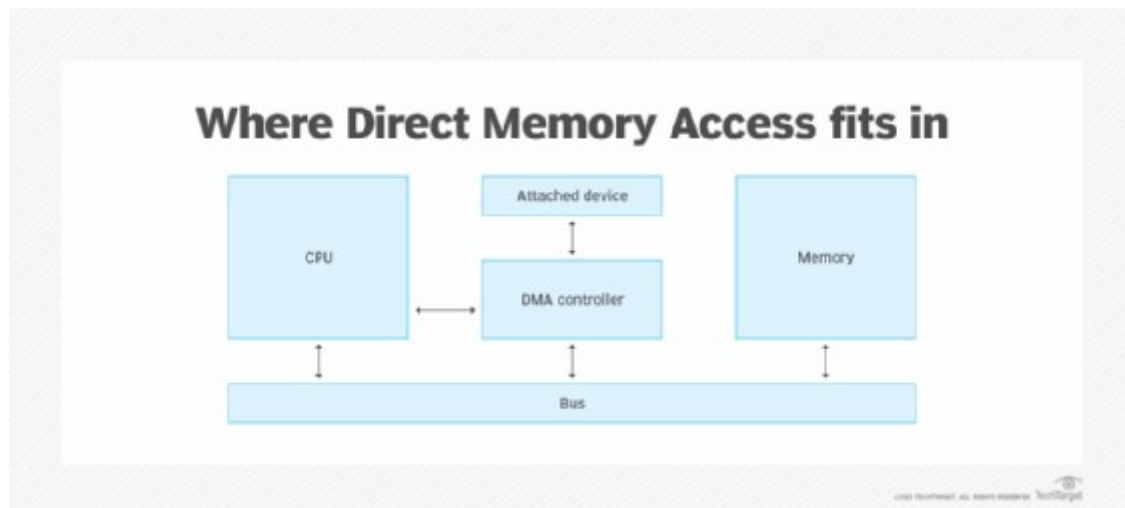 Where Direct Memory Access fits in
Attached device
CPU
Memory
DMA controller
Bus
TechTarget